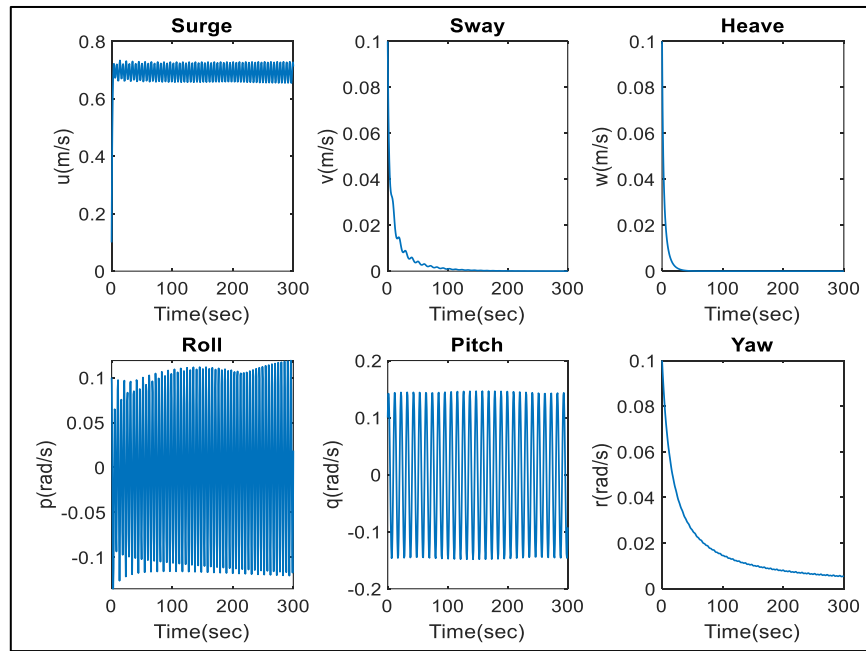 Surge
Sway
Heave
u(m/s)
0.8
0.6
0.4
0.2
0
0 100 200 300
Time(sec)
v(m/s)
0.1
0.08
0.06
0.04
0.02
0
0 100 200 300
Time(sec)
w(m/s)
0.1
0.08
0.06
0.04
0.02
0
0 100 200 300
Time(sec)
Roll
Pitch
Yaw
p(rad/s)
0.1
0.05
0
-0.05
-0.1
0 100 200 300
Time(sec)
q(rad/s)
0.2
0.1
0
-0.1
-0.2
0 100 200 300
Time(sec)
r(rad/s)
0.1
0.08
0.06
0.04
0.02
0
0 100 200 300
Time(sec)